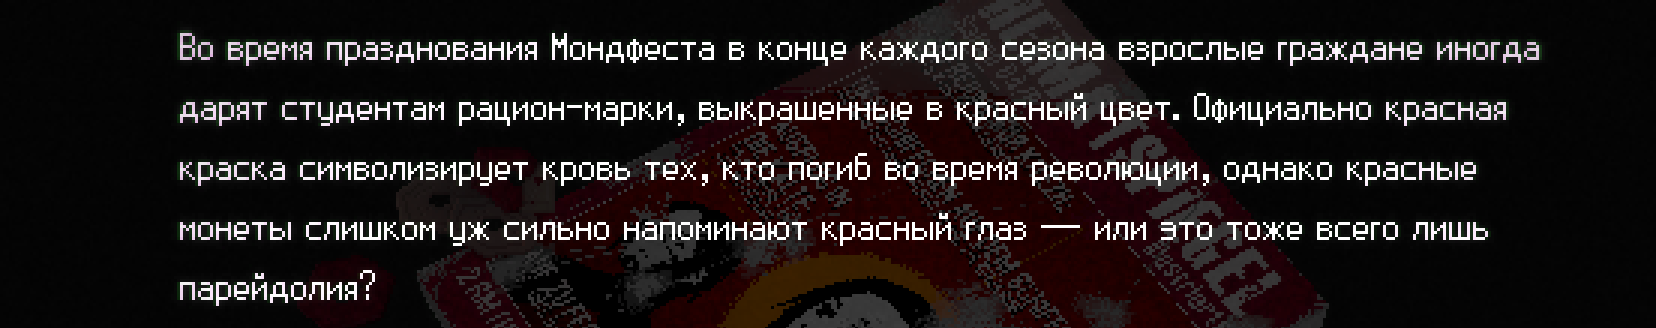 Во время празднования Мондфеста в конце каждого сезона взрослые граждане иногда
дарят студентам рацион-марки, выкрашенные в красный цвет. Официально красная
краска символизирует кровь тех, кто погиб во время революции, однако красные
монеты слишком уж сильно напоминают красный глаз — или это тоже всего лишь
парейдолия?